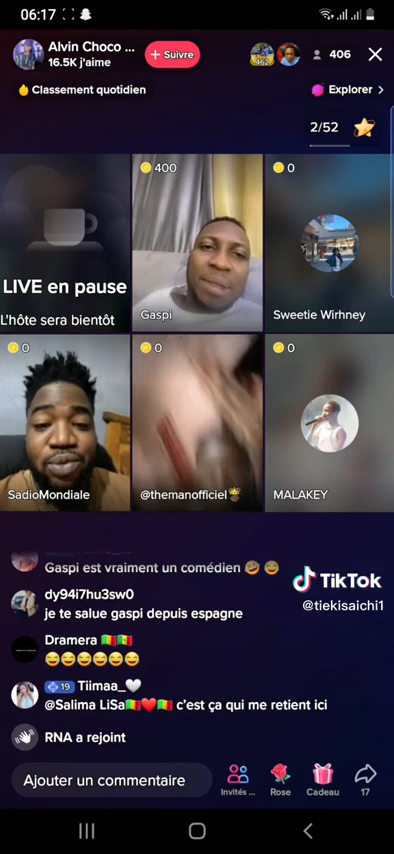 06:17
Alvin Choco ...
16.5K j'aime
+ Suivre
462
406
Classement quotidien
Explorer >
2/52
LIVE en pause
L'hôte sera bientôt
400
Gaspi
0
Sweetie Wirhney
0
SadioMondiale
0
@themanofficiel
0
MALAKEY
Gaspi est vraiment un comédien 🤣😂
TikTok
@tiekisaichi1
dy94i7hu3sw0
je te salue gaspi depuis espagne
Dramera 🇬🇳🇸🇳
😂😂😂😂😂😂
19 Tiimaa_🤍
@Salima LiSa🇬🇳❤️🇬🇳 c'est ça qui me retient ici
RNA a rejoint
Ajouter un commentaire
Invités ...
Rose
Cadeau
17